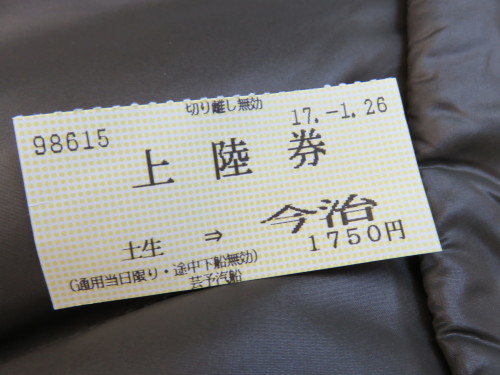 切り離し無効
98615
17.-1.26
上陸券
土生 ⇒ 今治
1750円
(通用当日限り・途中下船無効)
芸予汽船